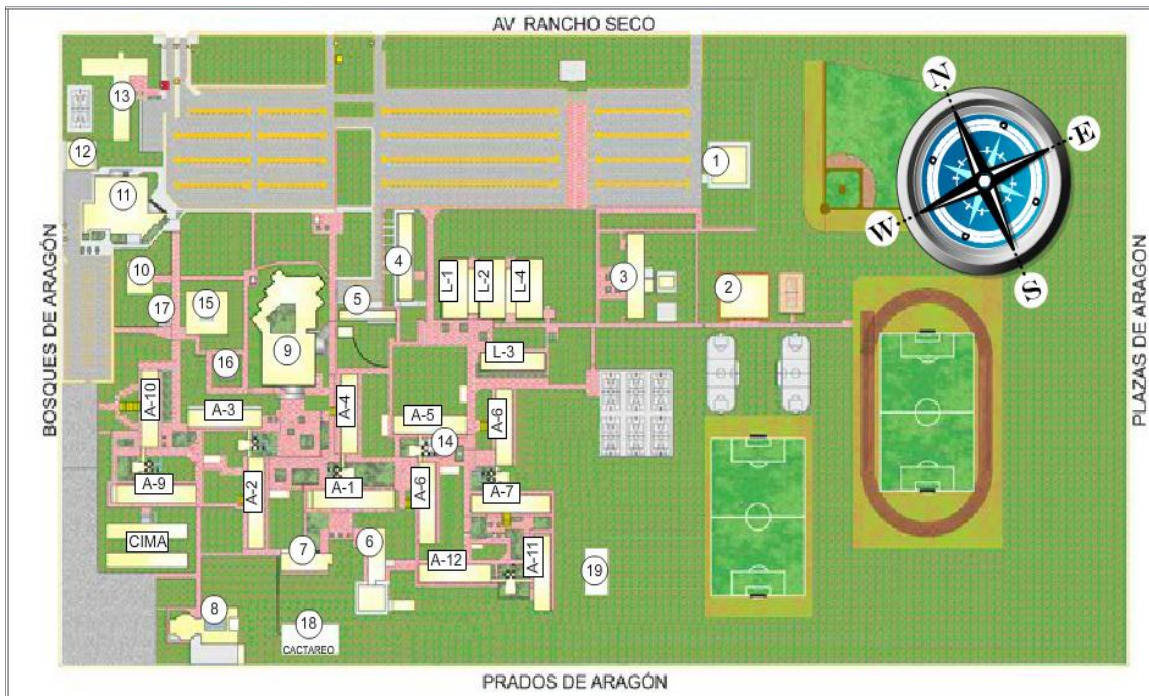 AV RANCHO SECO
N
E
W
S
13
12
11
1
10
17
15
16
9
5
4
L-1
L-2
L-4
3
2
L-3
BOSQUES DE ARAGÓN
PLAZAS DE ARAGÓN
A-10
A-3
A-4
A-5
14
A-6
A-9
A-2
A-1
A-6
A-7
CIMA
7
6
A-12
A-11
19
8
18
CACTAREO
PRADOS DE ARAGÓN